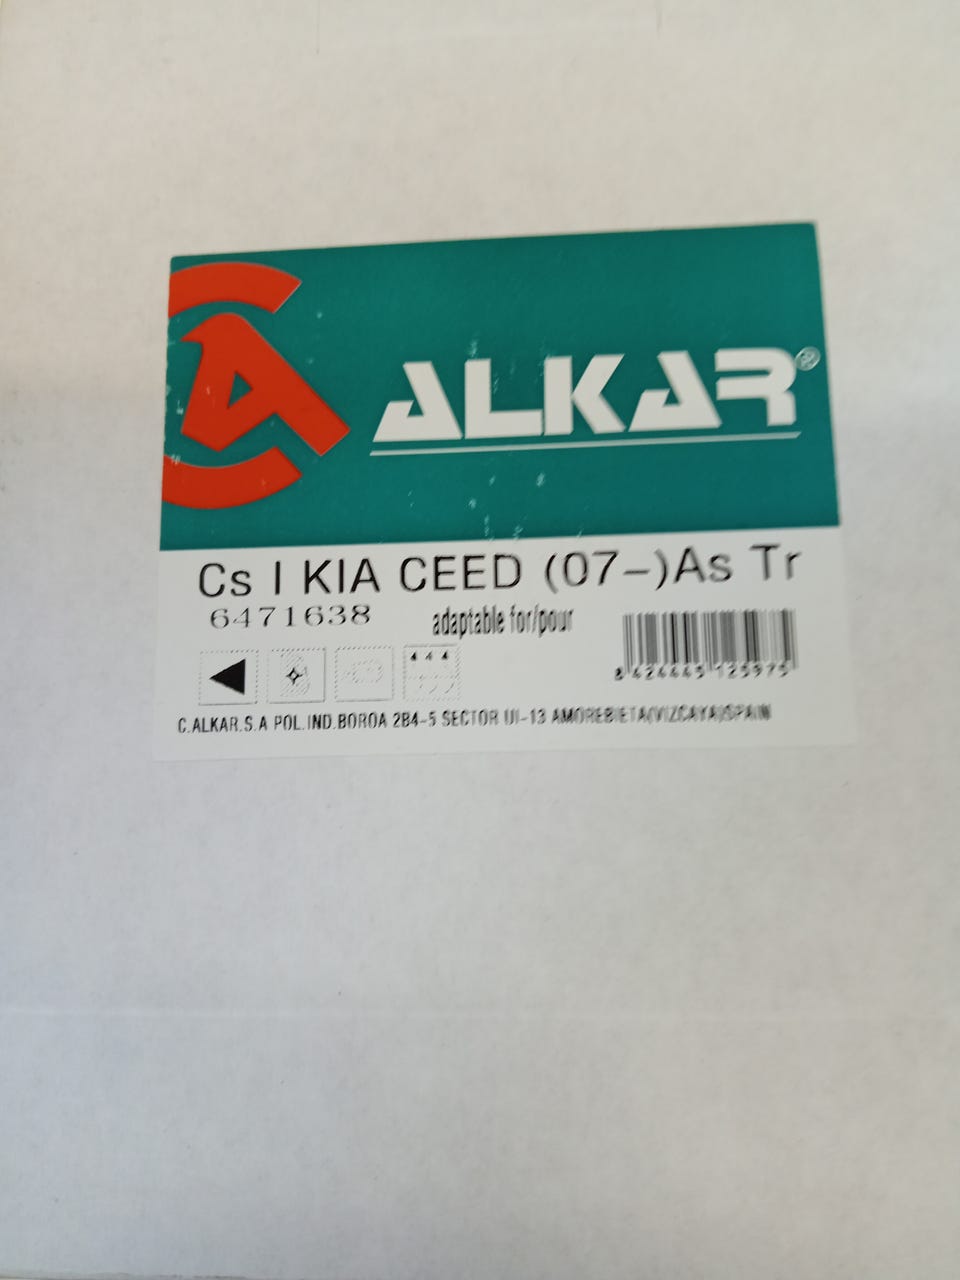 ALKAR®
Cs I KIA CEED (07-)As Tr
6471638
adaptable for/pour
8 424445 125975
C.ALKAR.S.A POL.IND.BOROA 2B4-5 SECTOR UI-13 AMOREBIETA(VIZCAYA)SPAIN